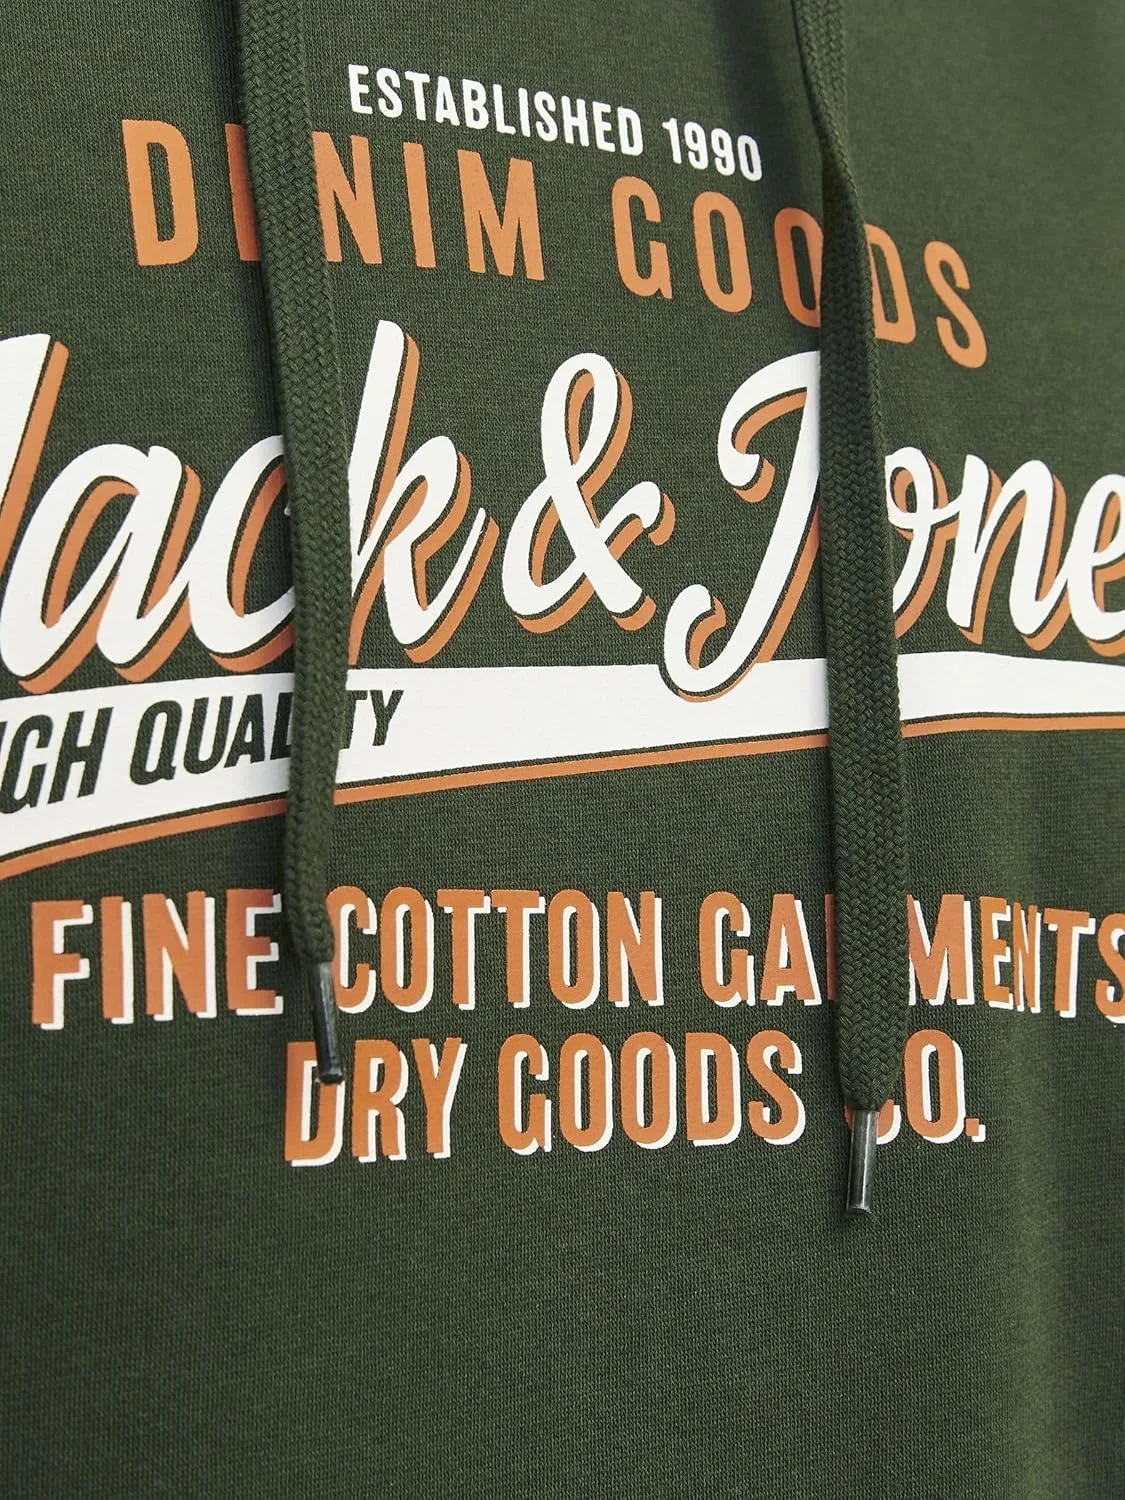 ESTABLISHED 1990
DENIM GOODS
Jack & Jones
HIGH QUALITY
FINE COTTON GARMENTS
DRY GOODS CO.